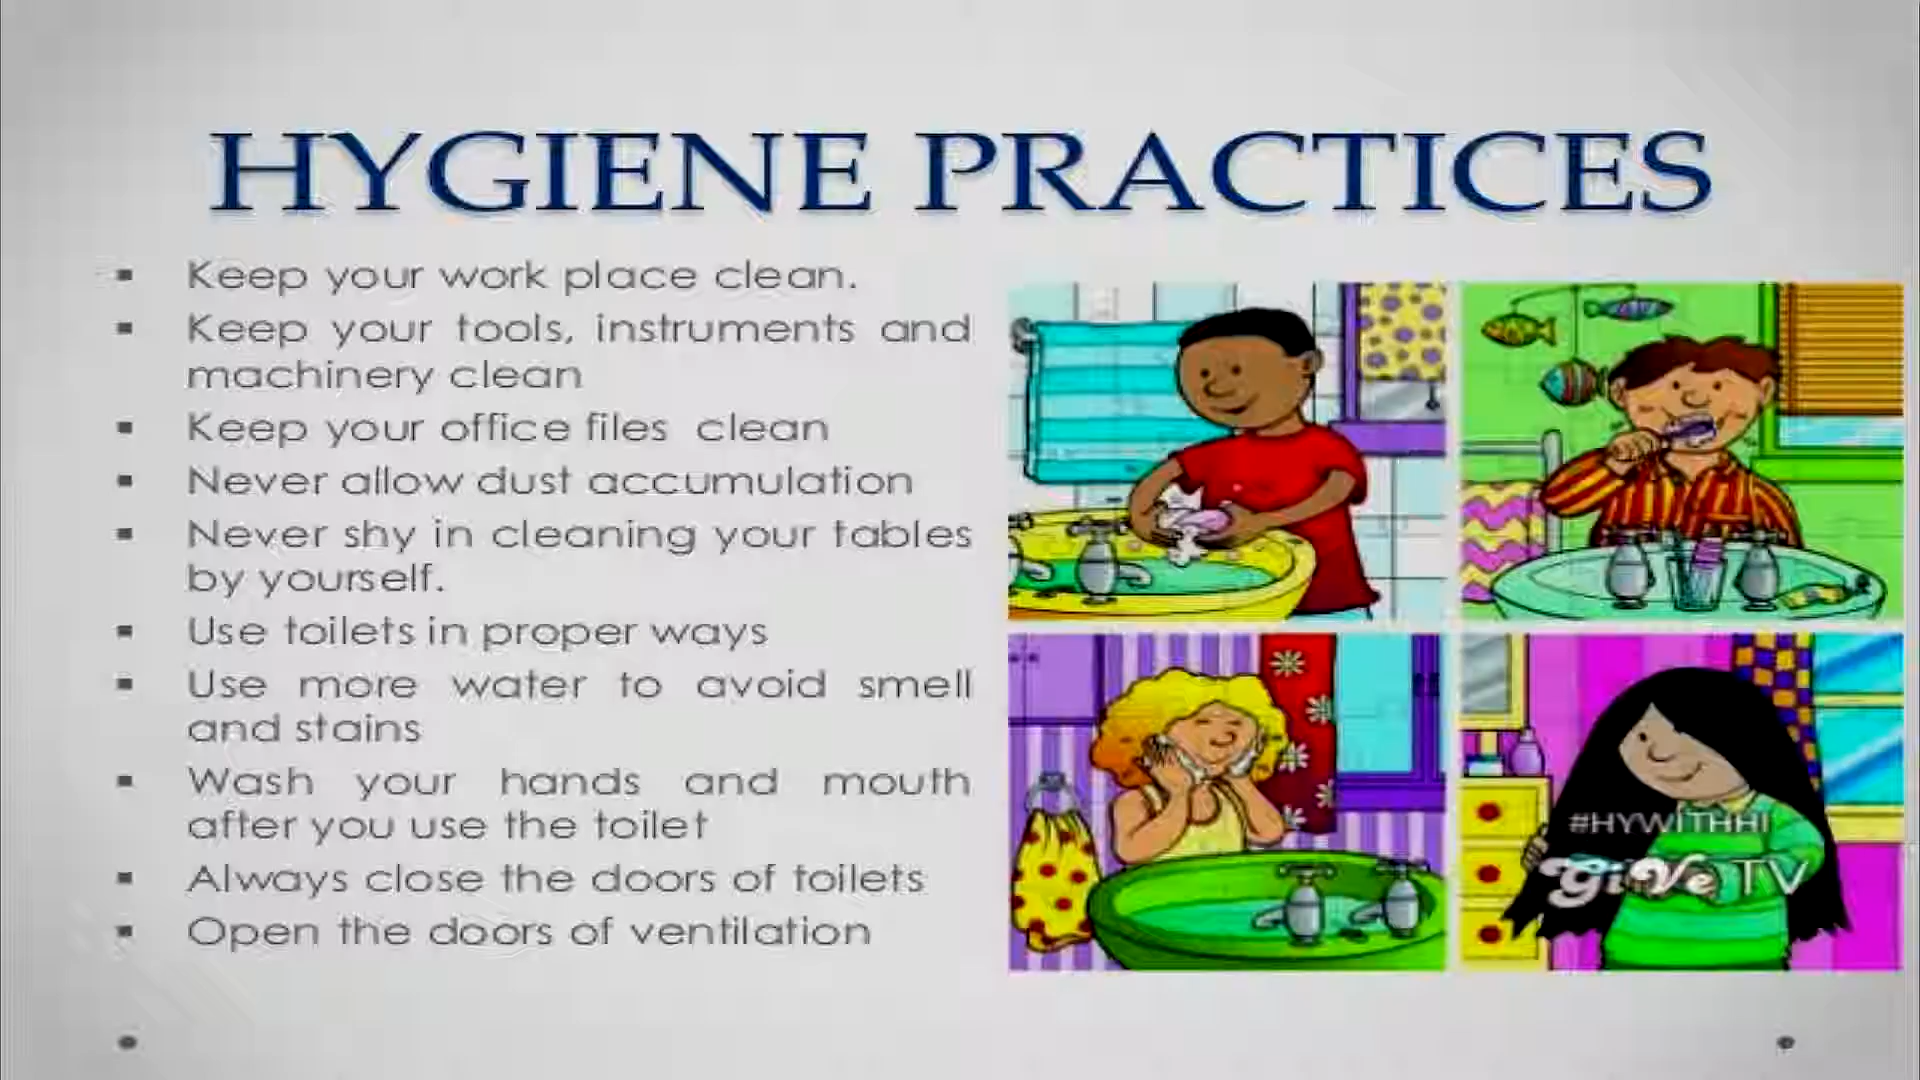 HYGIENE PRACTICES
▪ Keep your work place clean.
▪ Keep your tools, instruments and
machinery clean
▪ Keep your office files clean
▪ Never allow dust accumulation
▪ Never shy in cleaning your tables
by yourself.
▪ Use toilets in proper ways
▪ Use more water to avoid smell
and stains
▪ Wash your hands and mouth
after you use the toilet
▪ Always close the doors of toilets
▪ Open the doors of ventilation
#HYWITHHI
GiVe TV